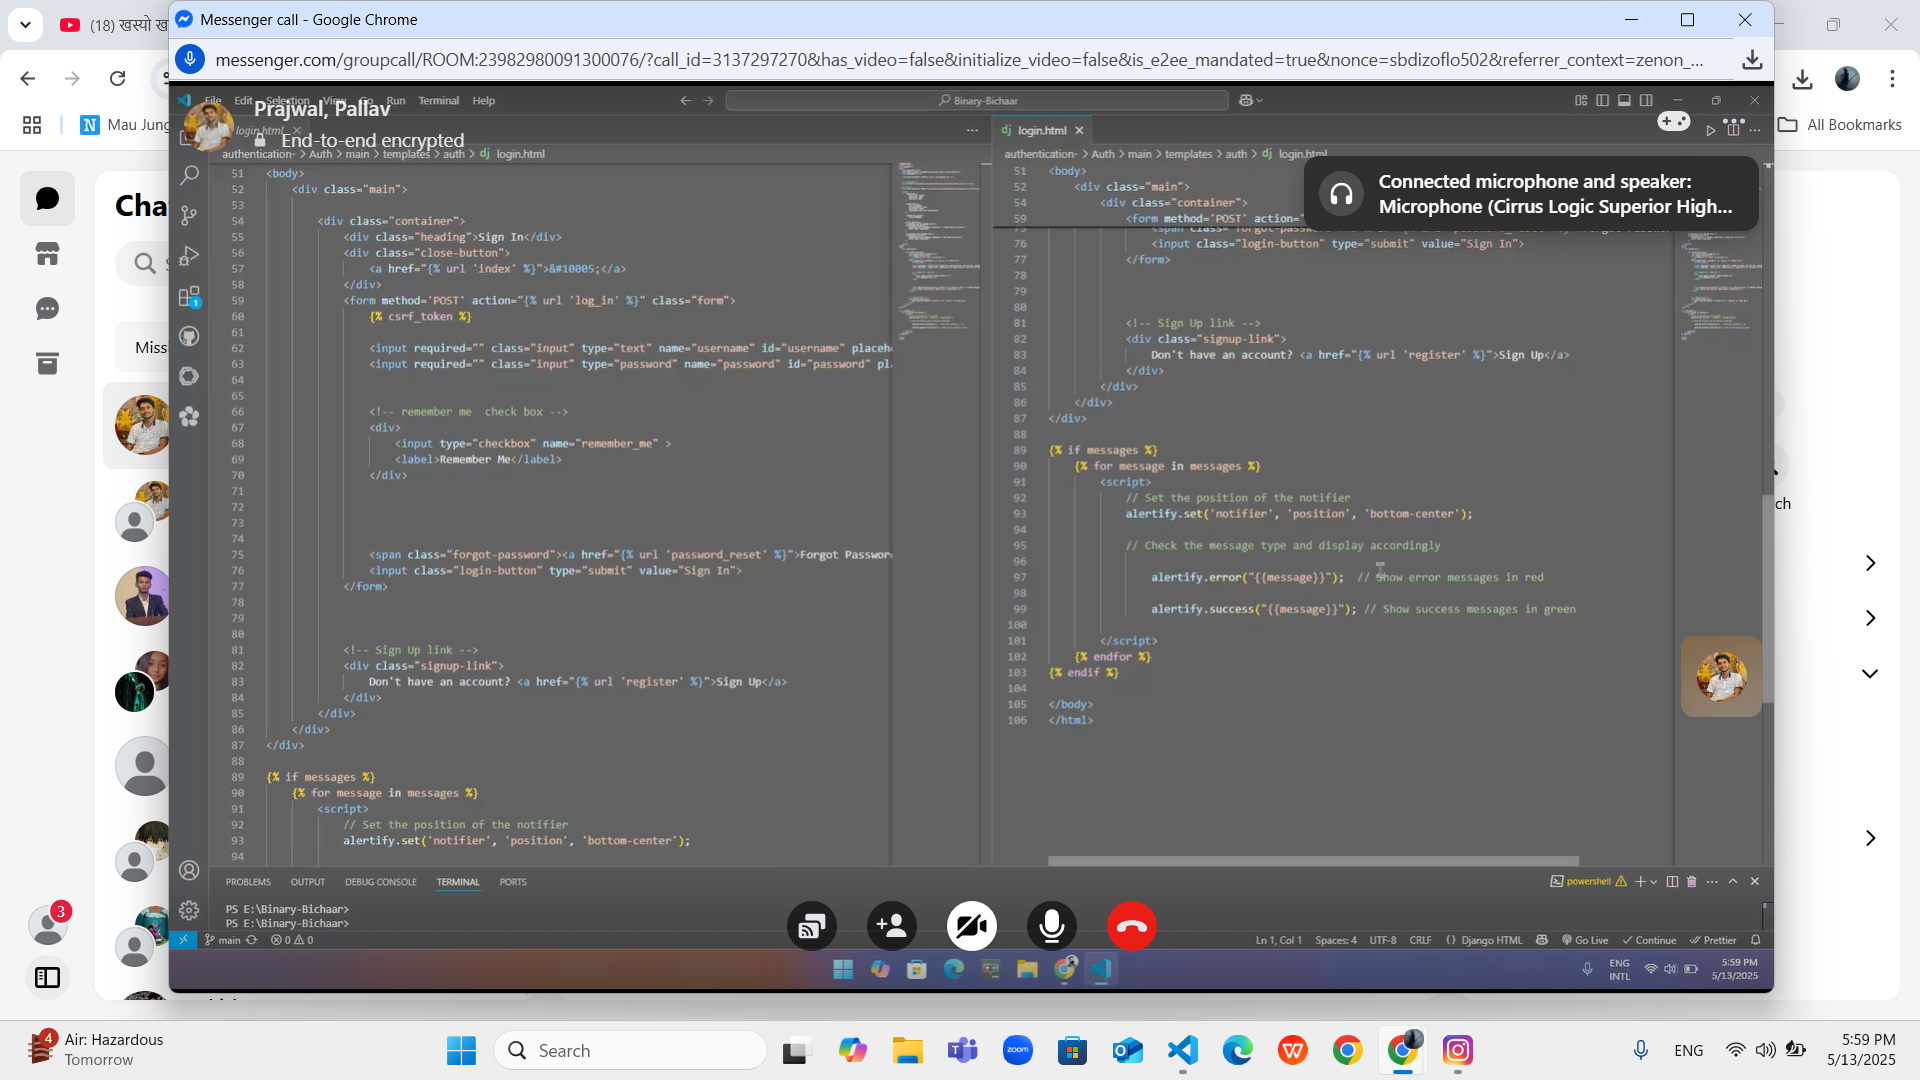 (18) खस्यो ख
Messenger call - Google Chrome
messenger.com/groupcall/ROOM:23982980091300076/?call_id=3137297270&has_video=false&initialize_video=false&is_e2ee_mandated=true&nonce=sbdizoflo502&referrer_context=zenon_...
Mau Jung
All Bookmarks
File Edit Selection View Go Run Terminal Help
Binary-Bichaar
Prajwal, Pallav
End-to-end encrypted
login.html
login.html
authentication- > Auth > main > templates > auth > dj login.html
authentication- > Auth > main > templates > auth > dj login.html
Connected microphone and speaker:
Microphone (Cirrus Logic Superior High...
Cha
Missi
3
1
51 <body>
52 <div class="main">
53
54 <div class="container">
55 <div class="heading">Sign In</div>
56 <div class="close-button">
57 <a href="{% url 'index' %}">&#10005;</a>
58 </div>
59 <form method='POST' action="{% url 'log_in' %}" class="form">
60 {% csrf_token %}
61
62 <input required="" class="input" type="text" name="username" id="username" placeh
63 <input required="" class="input" type="password" name="password" id="password" pl
64
65
66 <!-- remember me check box -->
67 <div>
68 <input type="checkbox" name="remember_me" >
69 <label>Remember Me</label>
70 </div>
71
72
73
74
75 <span class="forgot-password"><a href="{% url 'password_reset' %}">Forgot Passwor
76 <input class="login-button" type="submit" value="Sign In">
77 </form>
78
79
80
81 <!-- Sign Up link -->
82 <div class="signup-link">
83 Don't have an account? <a href="{% url 'register' %}">Sign Up</a>
84 </div>
85 </div>
86 </div>
87 </div>
88
89 {% if messages %}
90 {% for message in messages %}
91 <script>
92 // Set the position of the notifier
93 alertify.set('notifier', 'position', 'bottom-center');
94
51 <body>
52 <div class="main">
54 <div class="container">
59 <form method='POST' action="
75
76 <input class="login-button" type="submit" value="Sign In">
77 </form>
78
79
80
81 <!-- Sign Up link -->
82 <div class="signup-link">
83 Don't have an account? <a href="{% url 'register' %}">Sign Up</a>
84 </div>
85 </div>
86 </div>
87 </div>
88
89 {% if messages %}
90 {% for message in messages %}
91 <script>
92 // Set the position of the notifier
93 alertify.set('notifier', 'position', 'bottom-center');
94
95 // Check the message type and display accordingly
96
97 alertify.error("{{message}}"); // Show error messages in red
98
99 alertify.success("{{message}}"); // Show success messages in green
100
101 </script>
102 {% endfor %}
103 {% endif %}
104
105 </body>
106 </html>
ch
PROBLEMS OUTPUT DEBUG CONSOLE TERMINAL PORTS
powershell
PS E:\Binary-Bichaar>
PS E:\Binary-Bichaar>
main 0 0
Ln 1, Col 1 Spaces: 4 UTF-8 CRLF {} Django HTML Go Live Continue Prettier
ENG
INTL
5:59 PM
5/13/2025
4
Air: Hazardous
Tomorrow
Search
zoom
ENG
5:59 PM
5/13/2025